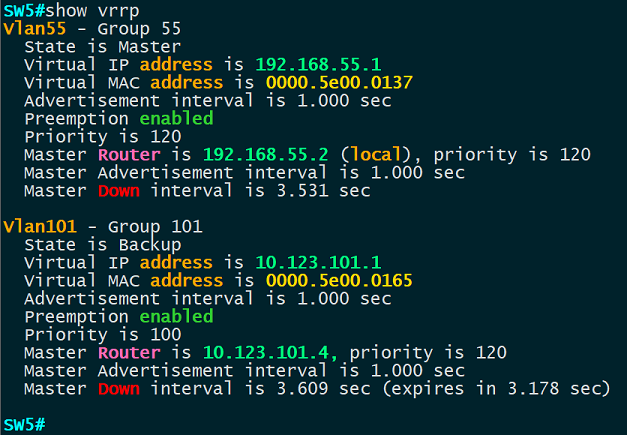 SW5#show vrrp
Vlan55 - Group 55
  State is Master
  Virtual IP address is 192.168.55.1
  Virtual MAC address is 0000.5e00.0137
  Advertisement interval is 1.000 sec
  Preemption enabled
  Priority is 120
  Master Router is 192.168.55.2 (local), priority is 120
  Master Advertisement interval is 1.000 sec
  Master Down interval is 3.531 sec

Vlan101 - Group 101
  State is Backup
  Virtual IP address is 10.123.101.1
  Virtual MAC address is 0000.5e00.0165
  Advertisement interval is 1.000 sec
  Preemption enabled
  Priority is 100
  Master Router is 10.123.101.4, priority is 120
  Master Advertisement interval is 1.000 sec
  Master Down interval is 3.609 sec (expires in 3.178 sec)

SW5#